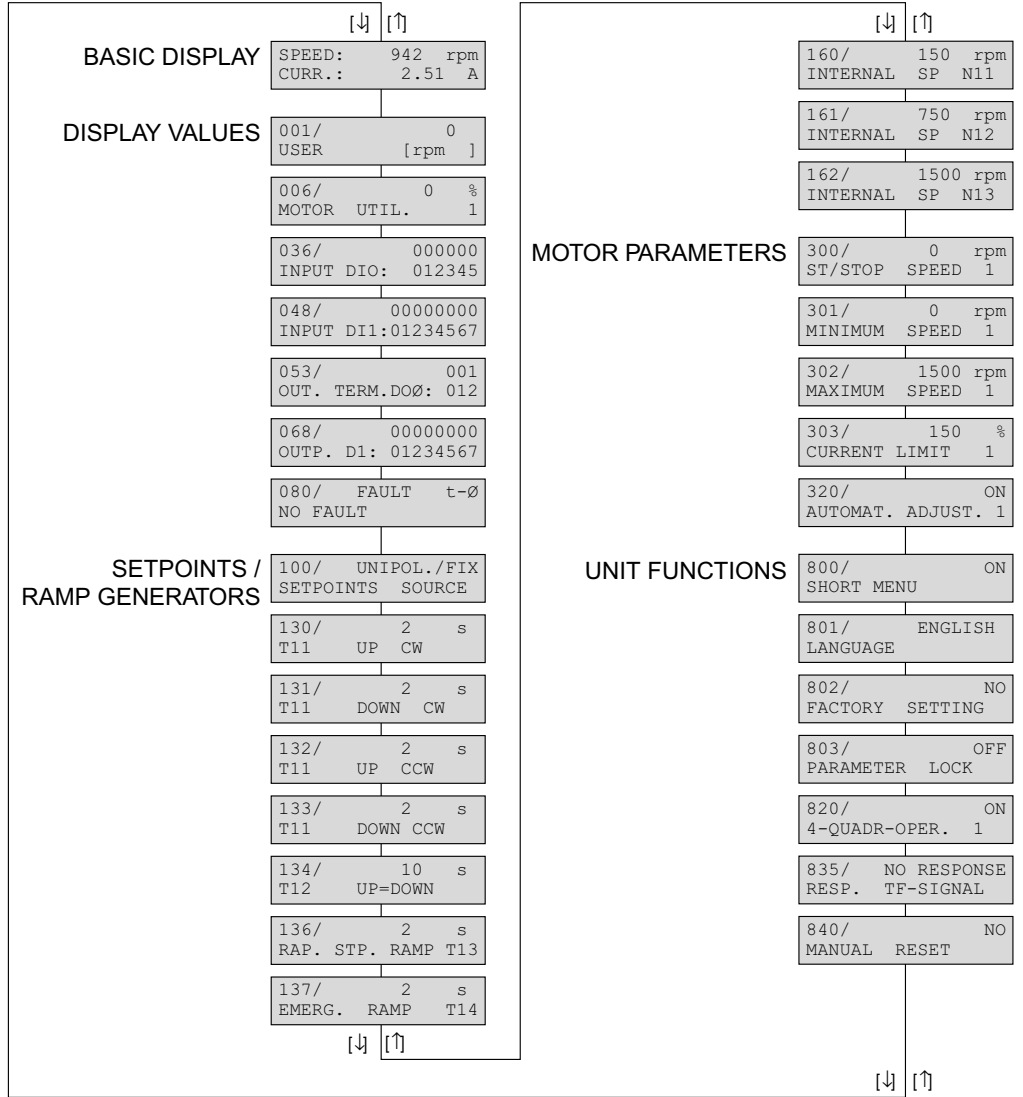 [↓] [↑]
BASIC DISPLAY
SPEED: 942 rpm
CURR.: 2.51 A
DISPLAY VALUES
001/ 0
USER [rpm ]
006/ 0 %
MOTOR UTIL. 1
036/ 000000
INPUT DIO: 012345
048/ 00000000
INPUT DI1:01234567
053/ 001
OUT. TERM.DOØ: 012
068/ 00000000
OUTP. D1: 01234567
080/ FAULT t-Ø
NO FAULT
SETPOINTS /
RAMP GENERATORS
100/ UNIPOL./FIX
SETPOINTS SOURCE
130/ 2 s
T11 UP CW
131/ 2 s
T11 DOWN CW
132/ 2 s
T11 UP CCW
133/ 2 s
T11 DOWN CCW
134/ 10 s
T12 UP=DOWN
136/ 2 s
RAP. STP. RAMP T13
137/ 2 s
EMERG. RAMP T14
[↓] [↑]
[↓] [↑]
160/ 150 rpm
INTERNAL SP N11
161/ 750 rpm
INTERNAL SP N12
162/ 1500 rpm
INTERNAL SP N13
MOTOR PARAMETERS
300/ 0 rpm
ST/STOP SPEED 1
301/ 0 rpm
MINIMUM SPEED 1
302/ 1500 rpm
MAXIMUM SPEED 1
303/ 150 %
CURRENT LIMIT 1
320/ ON
AUTOMAT. ADJUST. 1
UNIT FUNCTIONS
800/ ON
SHORT MENU
801/ ENGLISH
LANGUAGE
802/ NO
FACTORY SETTING
803/ OFF
PARAMETER LOCK
820/ ON
4-QUADR-OPER. 1
835/ NO RESPONSE
RESP. TF-SIGNAL
840/ NO
MANUAL RESET
[↓] [↑]